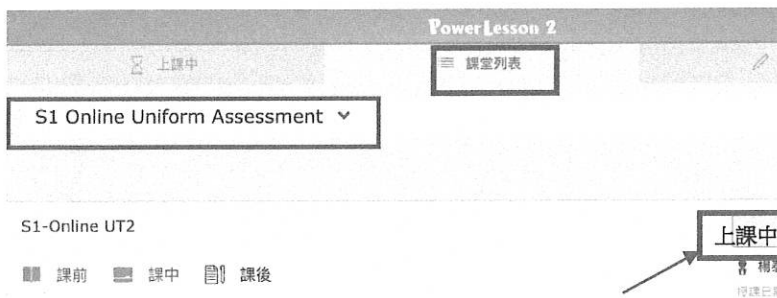 PowerLesson 2
上課中 課堂列表
S1 Online Uniform Assessment
S1-Online UT2
上課中
課前 課中 課後